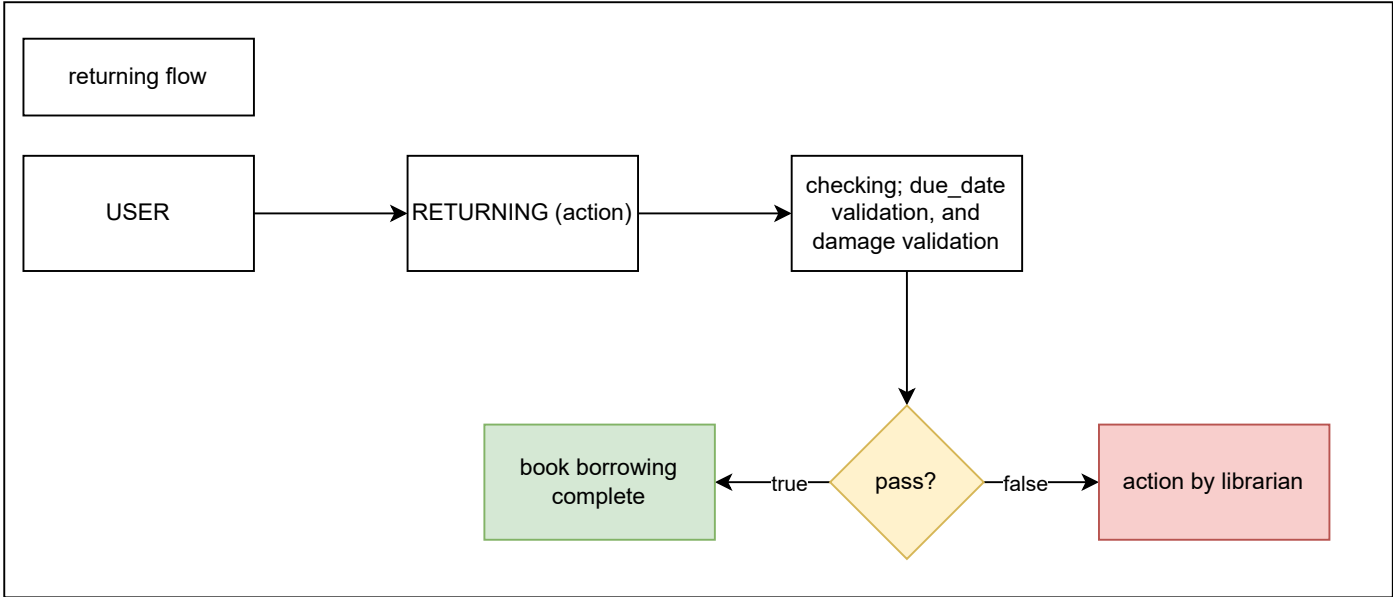 returning flow
USER
RETURNING (action)
checking; due_date
validation, and
damage validation
book borrowing
complete
true
pass?
false
action by librarian